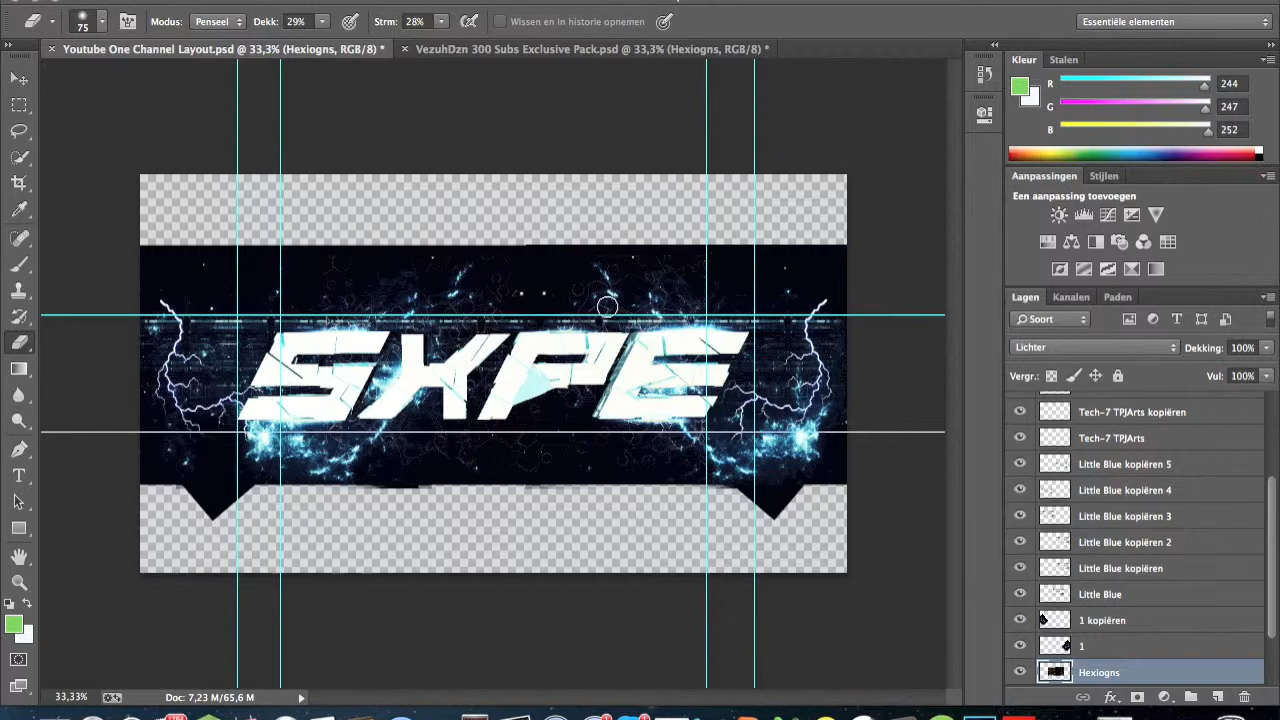 75 Modus: Penseel Dekk: 29% Strm: 28% Wissen en in historie opnemen Essentiële elementen
× Youtube One Channel Layout.psd @ 33,3% (Hexiogns, RGB/8) * × VezuhDzn 300 Subs Exclusive Pack.psd @ 33,3% (Hexiogns, RGB/8) *
Kleur Stalen
R 244
G 247
B 252
Aanpassingen Stijlen
Een aanpassing toevoegen
Lagen Kanalen Paden
Soort
Lichter Dekking: 100%
Vergr.: Vul: 100%
Tech-7 TPJArts kopiëren
Tech-7 TPJArts
Little Blue kopiëren 5
Little Blue kopiëren 4
Little Blue kopiëren 3
Little Blue kopiëren 2
Little Blue kopiëren
Little Blue
1 kopiëren
1
Hexiogns
SXPE
33,33% Doc: 7,23 M/65,6 M